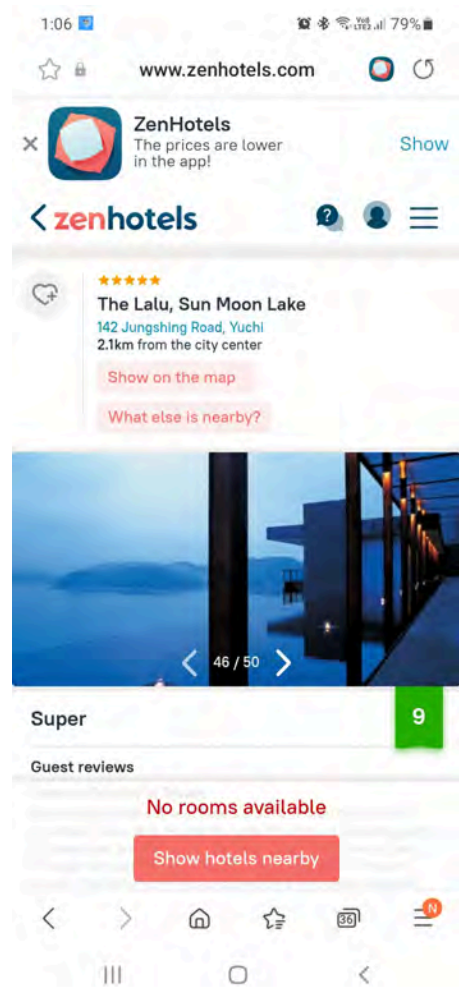 1:06 79%
www.zenhotels.com
ZenHotels
The prices are lower
in the app!
Show
zenhotels
The Lalu, Sun Moon Lake
142 Jungshing Road, Yuchi
2.1km from the city center
Show on the map
What else is nearby?
46 / 50
Super 9
Guest reviews
No rooms available
Show hotels nearby
36
N